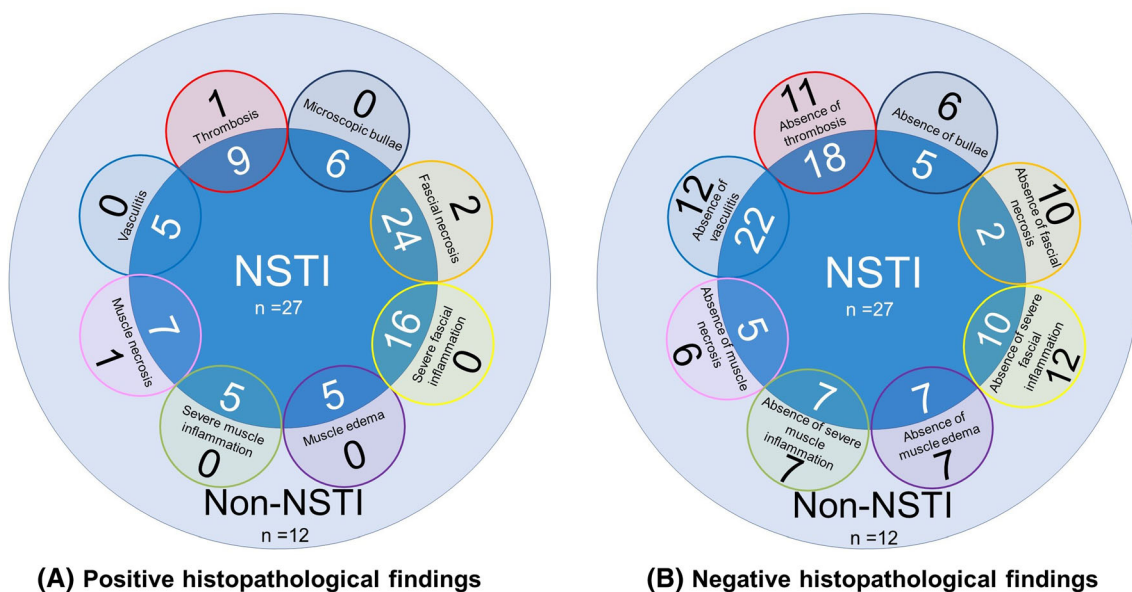 1
Thrombosis
9
0
Microscopic bullae
6
Fascial necrosis
2
24
Severe fascial
inflammation
0
16
Muscle edema
0
5
Severe muscle
inflammation
0
5
Muscle necrosis
1
7
0
Vasculitis
5
NSTI
n =27
Non-NSTI
n =12
(A) Positive histopathological findings
11
Absence of
thrombosis
18
6
Absence of bullae
5
10
Absence of fascial
necrosis
2
Absence of severe
fascial
inflammation
12
10
Absence of
muscle edema
7
7
Absence of severe
muscle
inflammation
7
7
Absence of muscle
necrosis
6
5
12
Absence of
vasculitis
22
NSTI
n =27
Non-NSTI
n =12
(B) Negative histopathological findings